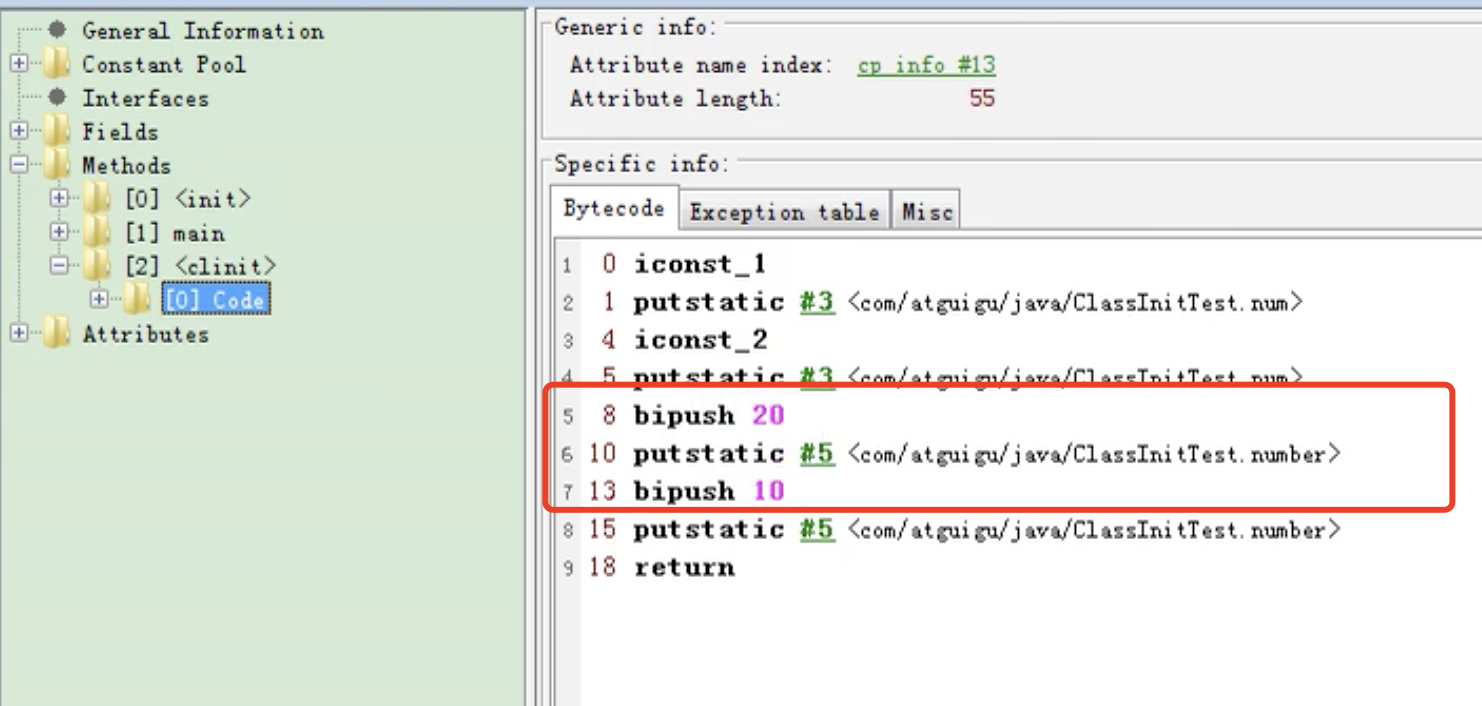 General Information
Constant Pool
Interfaces
Fields
Methods
[0] <init>
[1] main
[2] <clinit>
[0] Code
Attributes
Generic info:
Attribute name index: cp info #13
Attribute length: 55
Specific info:
Bytecode Exception table Misc
1 0 iconst_1
2 1 putstatic #3 <com/atguigu/java/ClassInitTest.num>
3 4 iconst_2
4 5 putstatic #3 <com/atguigu/java/ClassInitTest.num>
5 8 bipush 20
6 10 putstatic #5 <com/atguigu/java/ClassInitTest.number>
7 13 bipush 10
8 15 putstatic #5 <com/atguigu/java/ClassInitTest.number>
9 18 return